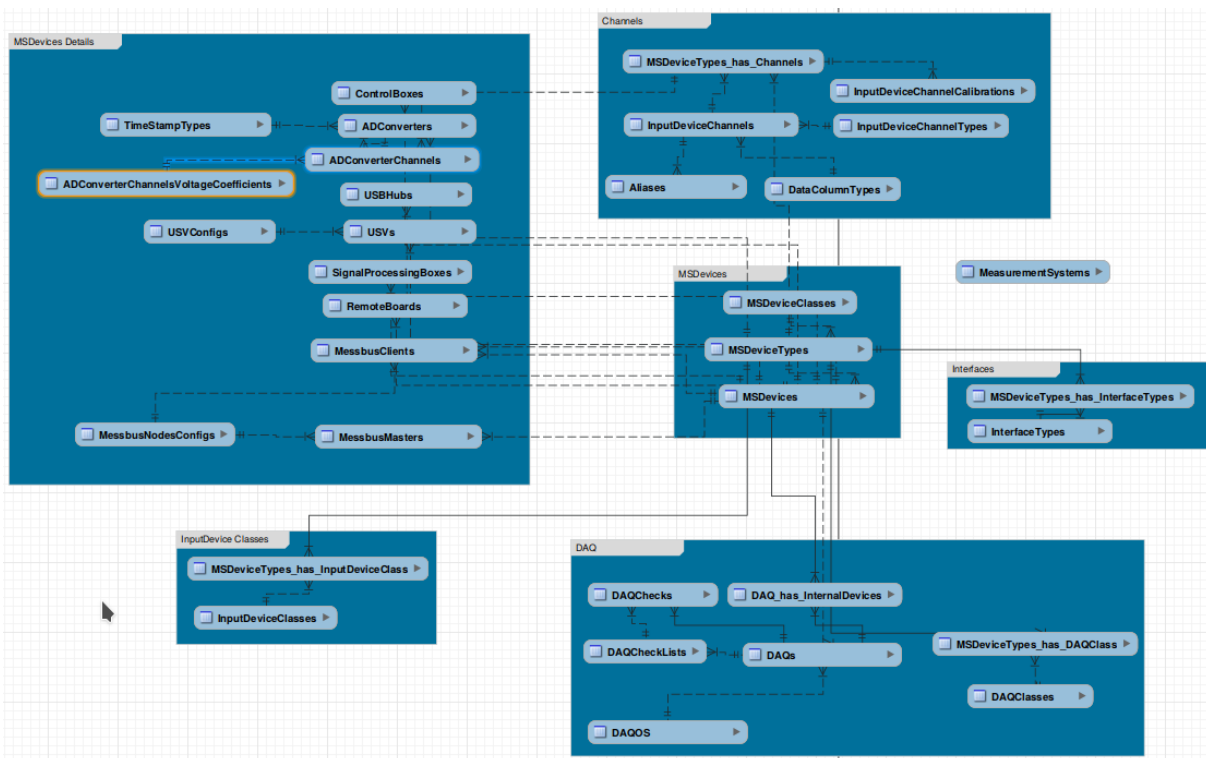 MSDevices Details
ControlBoxes
TimeStampTypes
ADConverters
ADConverterChannels
ADConverterChannelsVoltageCoefficients
USBHubs
USVConfigs
USVs
SignalProcessingBoxes
RemoteBoards
MessbusClients
MessbusNodesConfigs
MessbusMasters
Channels
MSDeviceTypes_has_Channels
InputDeviceChannelCalibrations
InputDeviceChannels
InputDeviceChannelTypes
Aliases
DataColumnTypes
MSDevices
MSDeviceClasses
MSDeviceTypes
MSDevices
MeasurementSystems
Interfaces
MSDeviceTypes_has_InterfaceTypes
InterfaceTypes
InputDevice Classes
MSDeviceTypes_has_InputDeviceClass
InputDeviceClasses
DAQ
DAQChecks
DAQ_has_InternalDevices
DAQCheckLists
DAQs
MSDeviceTypes_has_DAQClass
DAQClasses
DAQOS